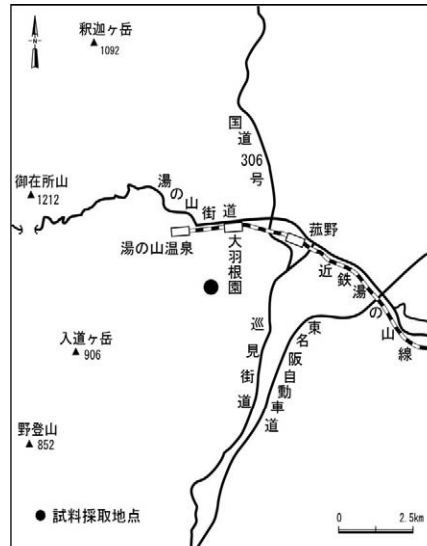 釈迦ヶ岳
1092
国道306号
御在所山
1212
湯の山街道
湯の山温泉
大羽根園
菰野
近鉄湯の山線
巡見街道
東名阪自動車道
入道ヶ岳
906
野登山
852
試料採取地点
0
2.5km